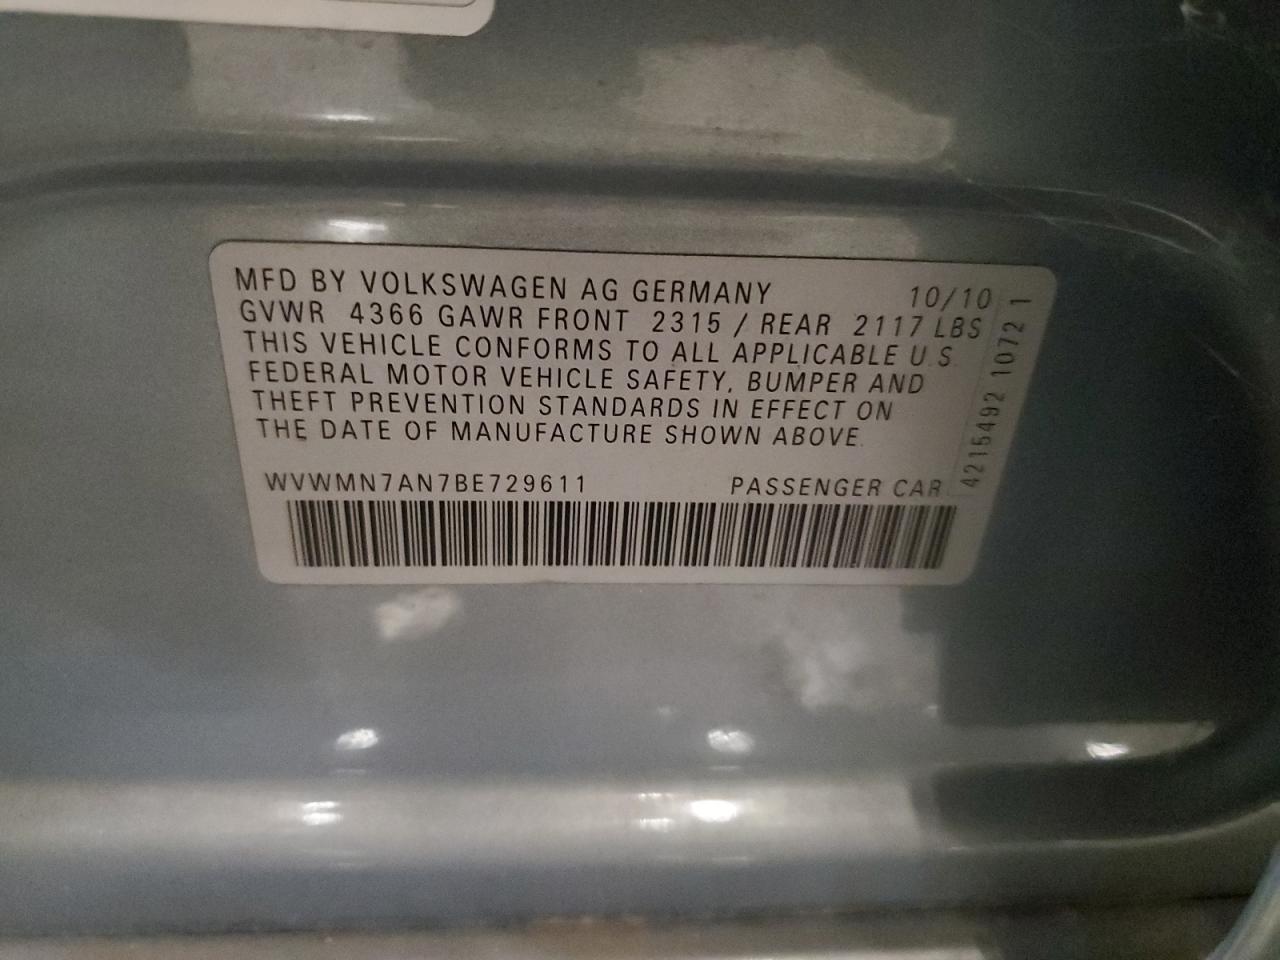 MFD BY VOLKSWAGEN AG GERMANY 10/10
GVWR 4366 GAWR FRONT 2315 / REAR 2117 LBS
THIS VEHICLE CONFORMS TO ALL APPLICABLE U.S.
FEDERAL MOTOR VEHICLE SAFETY, BUMPER AND
THEFT PREVENTION STANDARDS IN EFFECT ON
THE DATE OF MANUFACTURE SHOWN ABOVE.
WVWMN7AN7BE729611 PASSENGER CAR
4215492 1072 1